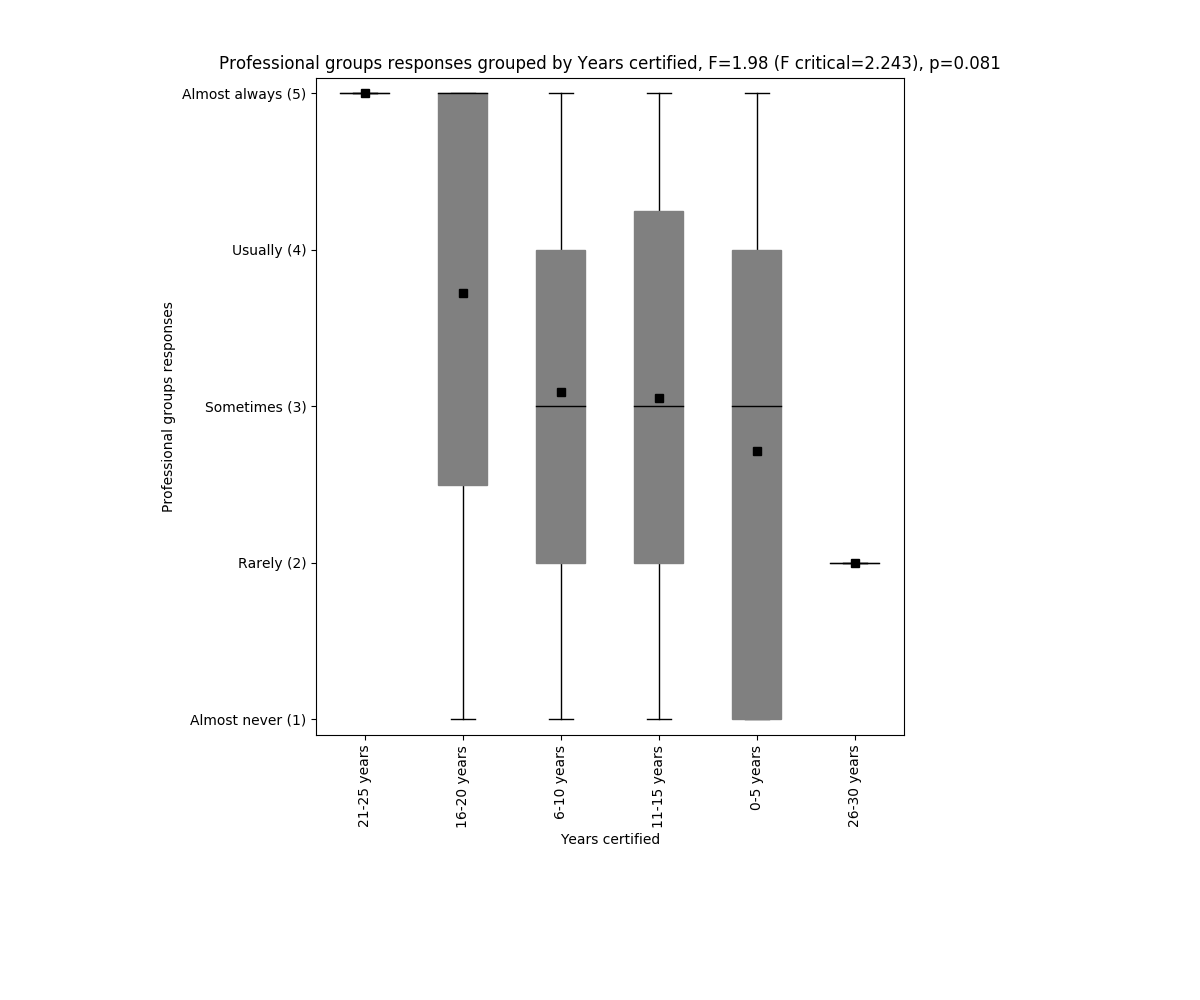 Professional groups responses grouped by Years certified, F=1.98 (F critical=2.243), p=0.081
Almost always (5)
Usually (4)
Sometimes (3)
Rarely (2)
Almost never (1)
Professional groups responses
21-25 years
16-20 years
6-10 years
11-15 years
0-5 years
26-30 years
Years certified